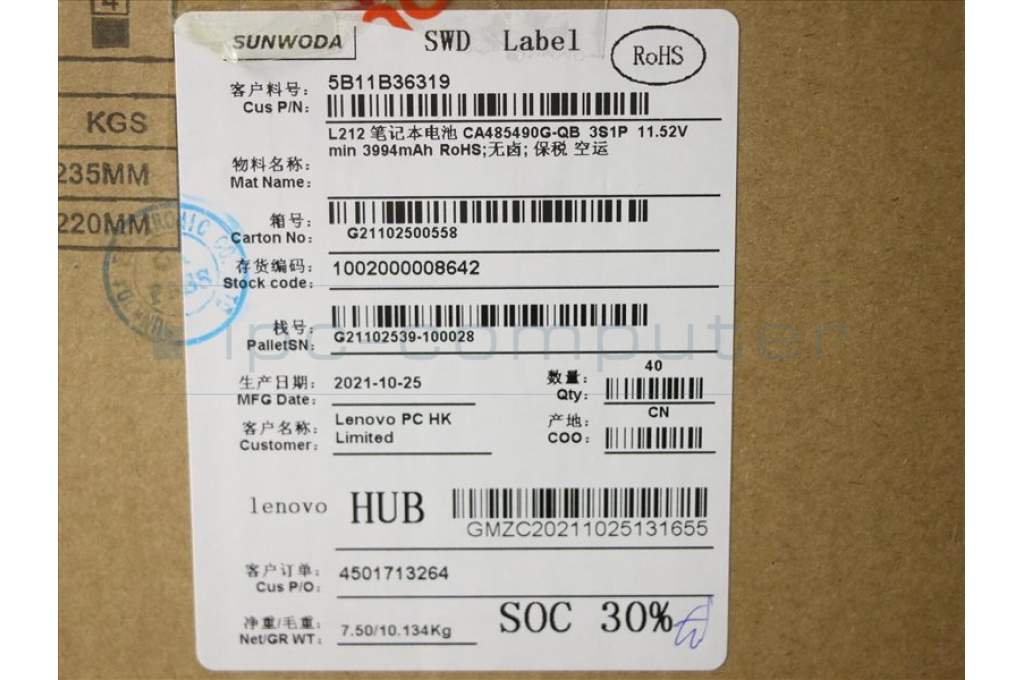 4
KGS
235MM
220MM
SUNWODA
SWD Label
RoHS
客户料号:
Cus P/N:
5B11B36319
L212 笔记本电池 CA485490G-QB 3S1P 11.52V
min 3994mAh RoHS;无卤; 保税 空运
物料名称:
Mat Name:
箱号:
Carton No:
G21102500558
存货编码:
Stock code:
1002000008642
栈号:
PalletSN:
G21102539-100028
生产日期:
MFG Date:
2021-10-25
数量:
Qty:
40
客户名称:
Customer:
Lenovo PC HK
Limited
产地:
COO:
CN
lenovo HUB
GMZC20211025131655
客户订单:
Cus P/O:
4501713264
净重/毛重:
Net/GR WT:
7.50/10.134Kg
SOC 30%
ipc computer